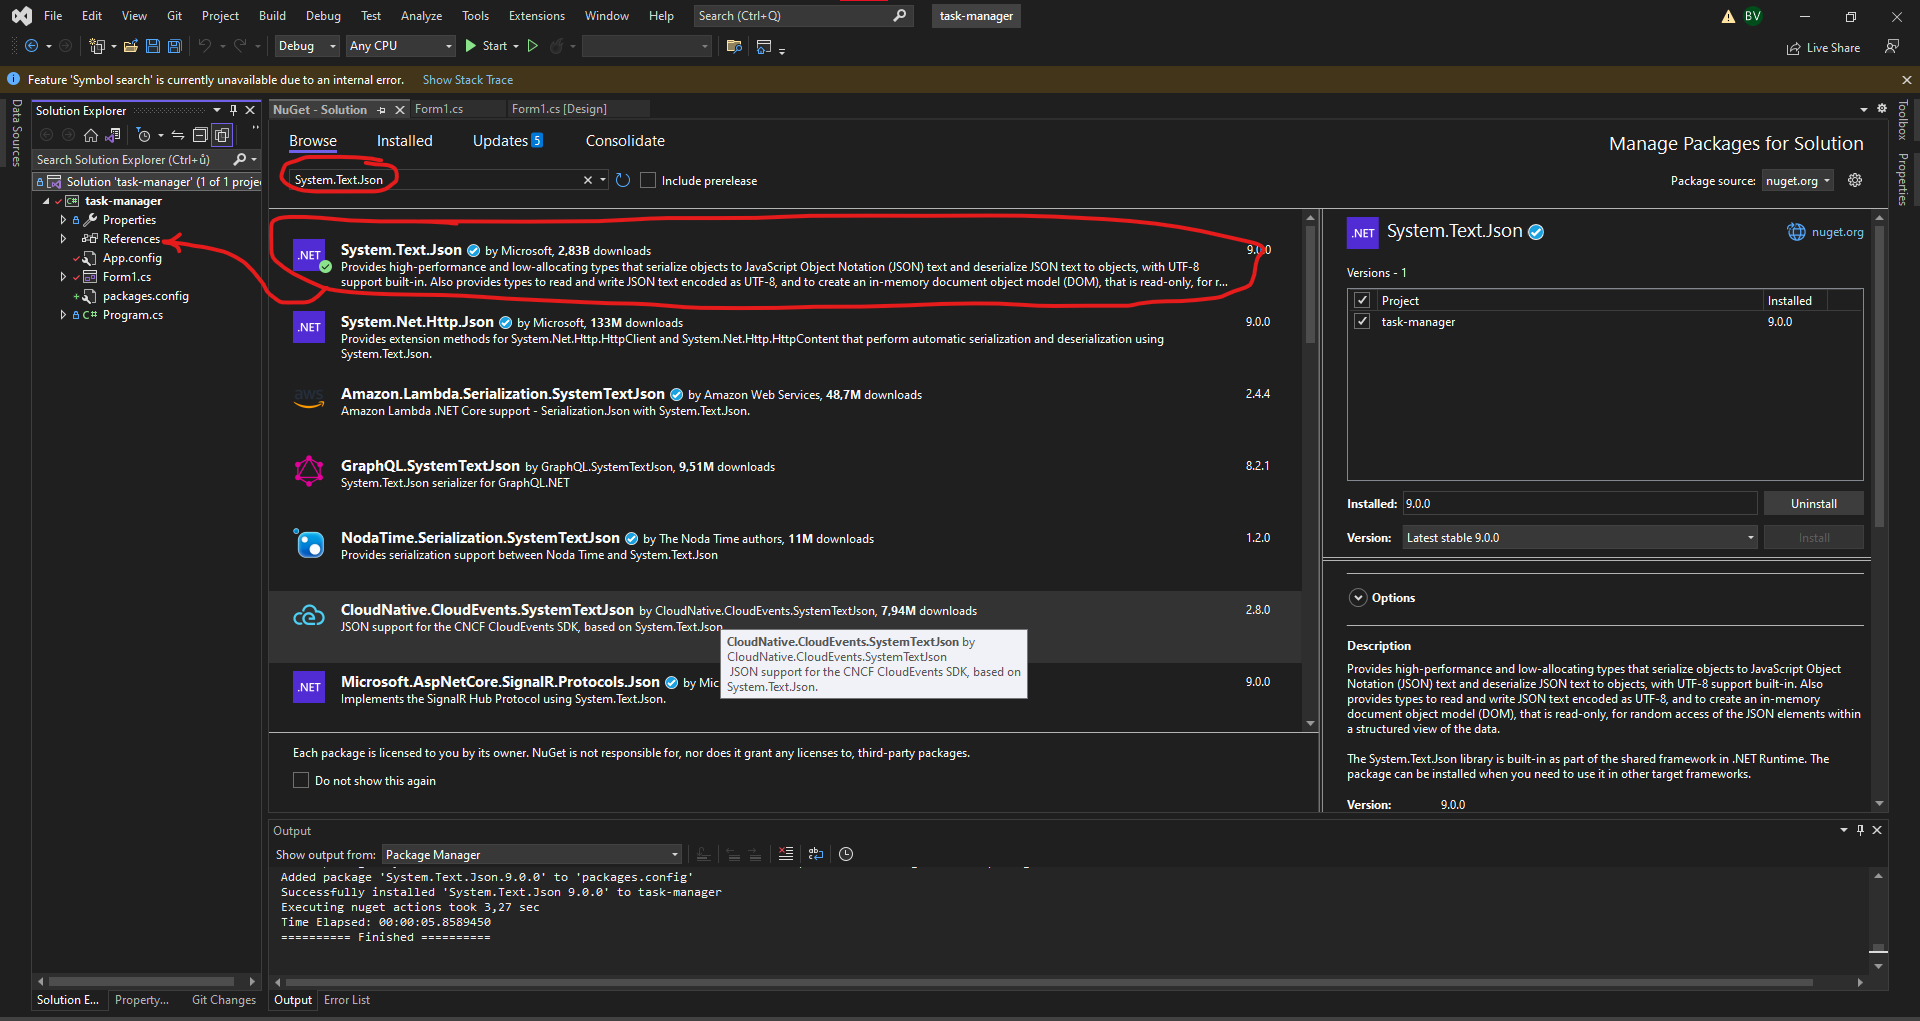 File Edit View Git Project Build Debug Test Analyze Tools Extensions Window Help Search (Ctrl+Q) task-manager BV
Debug Any CPU Start Live Share
Feature 'Symbol search' is currently unavailable due to an internal error. Show Stack Trace
Data Sources
Solution Explorer
Search Solution Explorer (Ctrl+ů)
Solution 'task-manager' (1 of 1 proje
C# task-manager
Properties
References
App.config
Form1.cs
packages.config
C# Program.cs
Solution E... Property... Git Changes
NuGet - Solution Form1.cs Form1.cs [Design]
Browse Installed Updates 5 Consolidate
Manage Packages for Solution
System.Text.Json Include prerelease
Package source: nuget.org
.NET System.Text.Json by Microsoft, 2,83B downloads 9.0.0
Provides high-performance and low-allocating types that serialize objects to JavaScript Object Notation (JSON) text and deserialize JSON text to objects, with UTF-8
support built-in. Also provides types to read and write JSON text encoded as UTF-8, and to create an in-memory document object model (DOM), that is read-only, for r...
.NET System.Net.Http.Json by Microsoft, 133M downloads 9.0.0
Provides extension methods for System.Net.Http.HttpClient and System.Net.Http.HttpContent that perform automatic serialization and deserialization using
System.Text.Json.
aws Amazon.Lambda.Serialization.SystemTextJson by Amazon Web Services, 48,7M downloads 2.4.4
Amazon Lambda .NET Core support - Serialization.Json with System.Text.Json.
GraphQL.SystemTextJson by GraphQL.SystemTextJson, 9,51M downloads 8.2.1
System.Text.Json serializer for GraphQL.NET
NodaTime.Serialization.SystemTextJson by The Noda Time authors, 11M downloads 1.2.0
Provides serialization support between Noda Time and System.Text.Json
CloudNative.CloudEvents.SystemTextJson by CloudNative.CloudEvents.SystemTextJson, 7,94M downloads 2.8.0
JSON support for the CNCF CloudEvents SDK, based on System.Text.Json.
CloudNative.CloudEvents.SystemTextJson by
CloudNative.CloudEvents.SystemTextJson
JSON support for the CNCF CloudEvents SDK, based on
System.Text.Json.
.NET Microsoft.AspNetCore.SignalR.Protocols.Json by Mic 9.0.0
Implements the SignalR Hub Protocol using System.Text.Json.
Each package is licensed to you by its owner. NuGet is not responsible for, nor does it grant any licenses to, third-party packages.
Do not show this again
.NET System.Text.Json nuget.org
Versions - 1
Project Installed
task-manager 9.0.0
Installed: 9.0.0 Uninstall
Version: Latest stable 9.0.0 Install
Options
Description
Provides high-performance and low-allocating types that serialize objects to JavaScript Object
Notation (JSON) text and deserialize JSON text to objects, with UTF-8 support built-in. Also
provides types to read and write JSON text encoded as UTF-8, and to create an in-memory
document object model (DOM), that is read-only, for random access of the JSON elements within
a structured view of the data.
The System.Text.Json library is built-in as part of the shared framework in .NET Runtime. The
package can be installed when you need to use it in other target frameworks.
Version: 9.0.0
Toolbox
Properties
Output
Show output from: Package Manager
Added package 'System.Text.Json.9.0.0' to 'packages.config'
Successfully installed 'System.Text.Json 9.0.0' to task-manager
Executing nuget actions took 3,27 sec
Time Elapsed: 00:00:05.8589450
========== Finished ==========
Output Error List